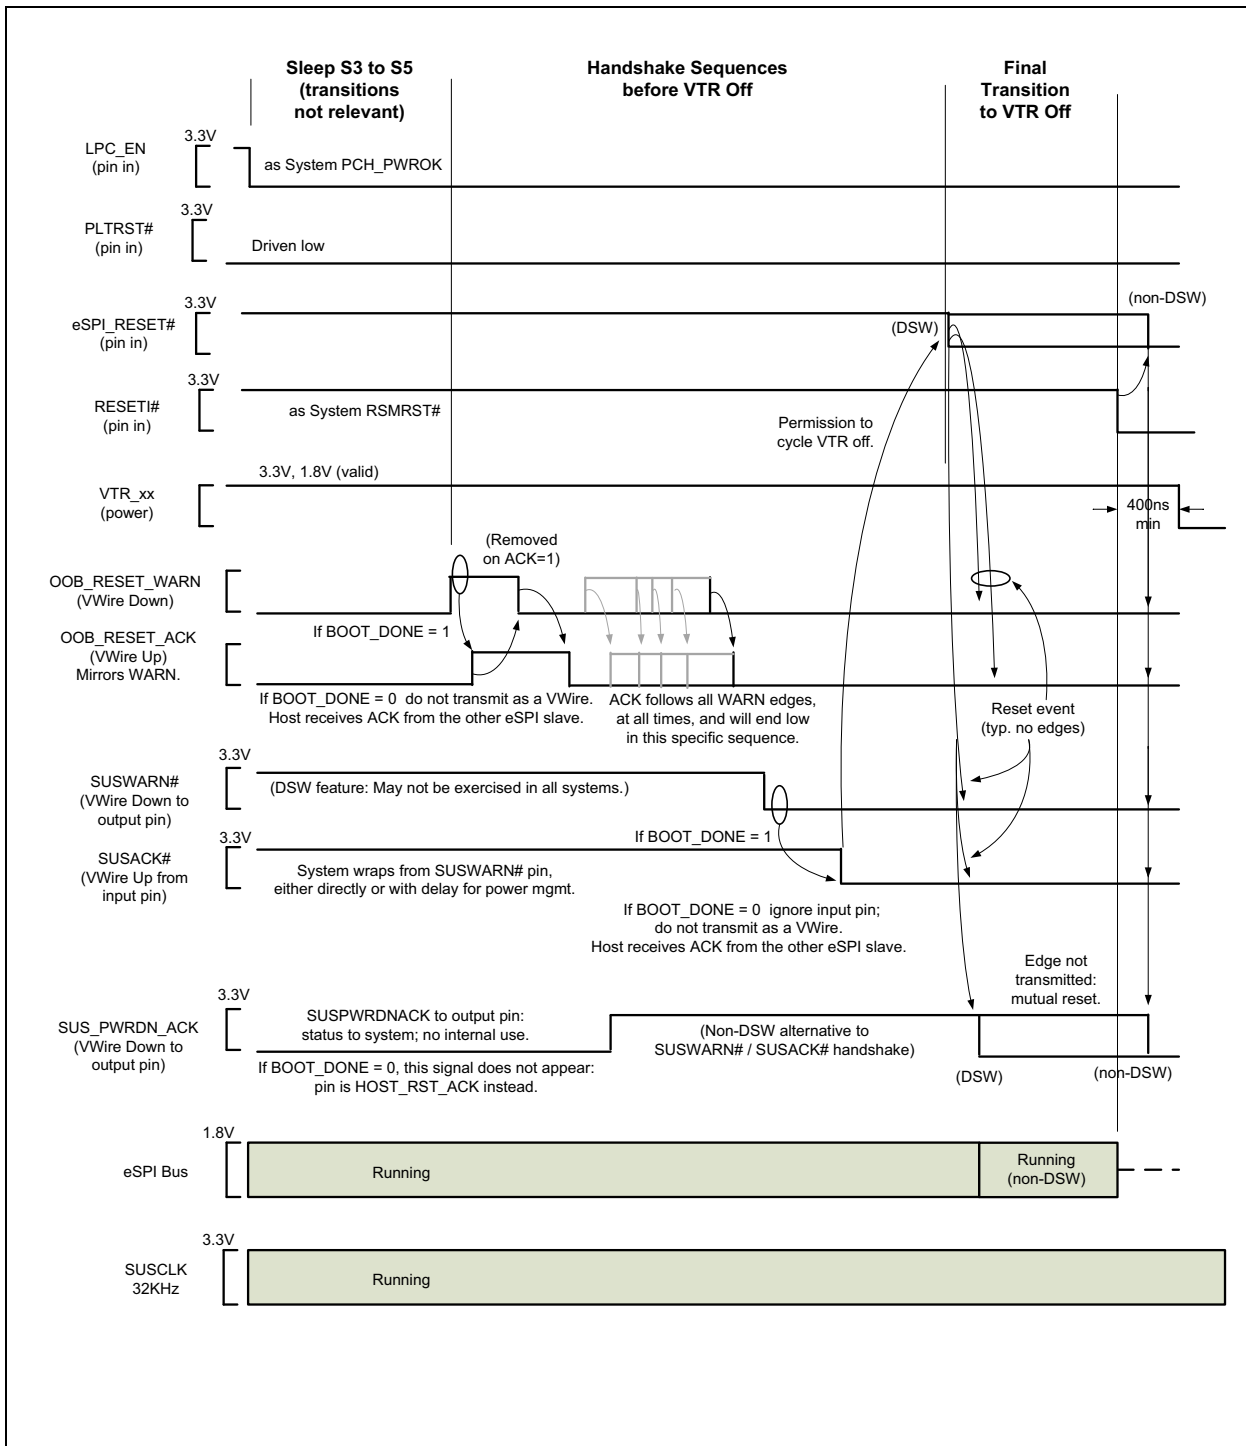 Sleep S3 to S5
(transitions
not relevant)
Handshake Sequences
before VTR Off
Final
Transition
to VTR Off
3.3V
LPC_EN
(pin in)
as System PCH_PWROK
3.3V
PLTRST#
(pin in)
Driven low
3.3V
eSPI_RESET#
(pin in)
(DSW)
(non-DSW)
3.3V
RESETI#
(pin in)
as System RSMRST#
Permission to
cycle VTR off.
3.3V, 1.8V (valid)
VTR_xx
(power)
400ns
min
(Removed
on ACK=1)
OOB_RESET_WARN
(VWire Down)
If BOOT_DONE = 1
OOB_RESET_ACK
(VWire Up)
Mirrors WARN.
If BOOT_DONE = 0  do not transmit as a VWire.
Host receives ACK from the other eSPI slave.
ACK follows all WARN edges,
at all times, and will end low
in this specific sequence.
Reset event
(typ. no edges)
3.3V
SUSWARN#
(VWire Down to
output pin)
(DSW feature: May not be exercised in all systems.)
If BOOT_DONE = 1
3.3V
SUSACK#
(VWire Up from
input pin)
System wraps from SUSWARN# pin,
either directly or with delay for power mgmt.
If BOOT_DONE = 0  ignore input pin;
do not transmit as a VWire.
Host receives ACK from the other eSPI slave.
Edge not
transmitted:
mutual reset.
3.3V
SUS_PWRDN_ACK
(VWire Down to
output pin)
SUSPWRDNACK to output pin:
status to system; no internal use.
If BOOT_DONE = 0, this signal does not appear:
pin is HOST_RST_ACK instead.
(Non-DSW alternative to
SUSWARN# / SUSACK# handshake)
(DSW)
(non-DSW)
1.8V
eSPI Bus
Running
Running
(non-DSW)
3.3V
SUSCLK
32KHz
Running